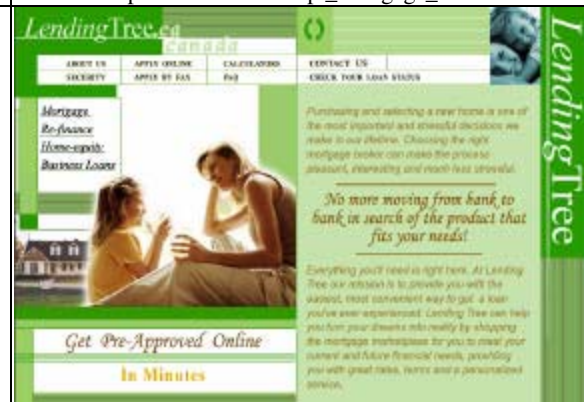 LendingTree.ca
canada
ABOUT US
APPLY ONLINE
CALCULATORS
CONTACT US
SECURITY
APPLY BY FAX
FAQ
CHECK YOUR LOAN STATUS
Mortgage
Re-finance
Home-equity
Business Loans
Get Pre-Approved Online
In Minutes
Purchasing and selecting a new home is one of
the most important and stressful decisions we
make in our lifetime. Choosing the right
mortgage broker can make the process
pleasant, interesting and much less stressful.
No more moving from bank to
bank in search of the product that
fits your needs!
Everything you'll need is right here. At Lending
Tree our mission is to provide you with the
easiest, most convenient way to get a loan
you've ever experienced. Lending Tree can help
you turn your dreams into reality by shopping
the mortgage marketplace for you to meet your
current and future financial needs, providing
you with great rates, terms and a personalized
service.
LendingTree